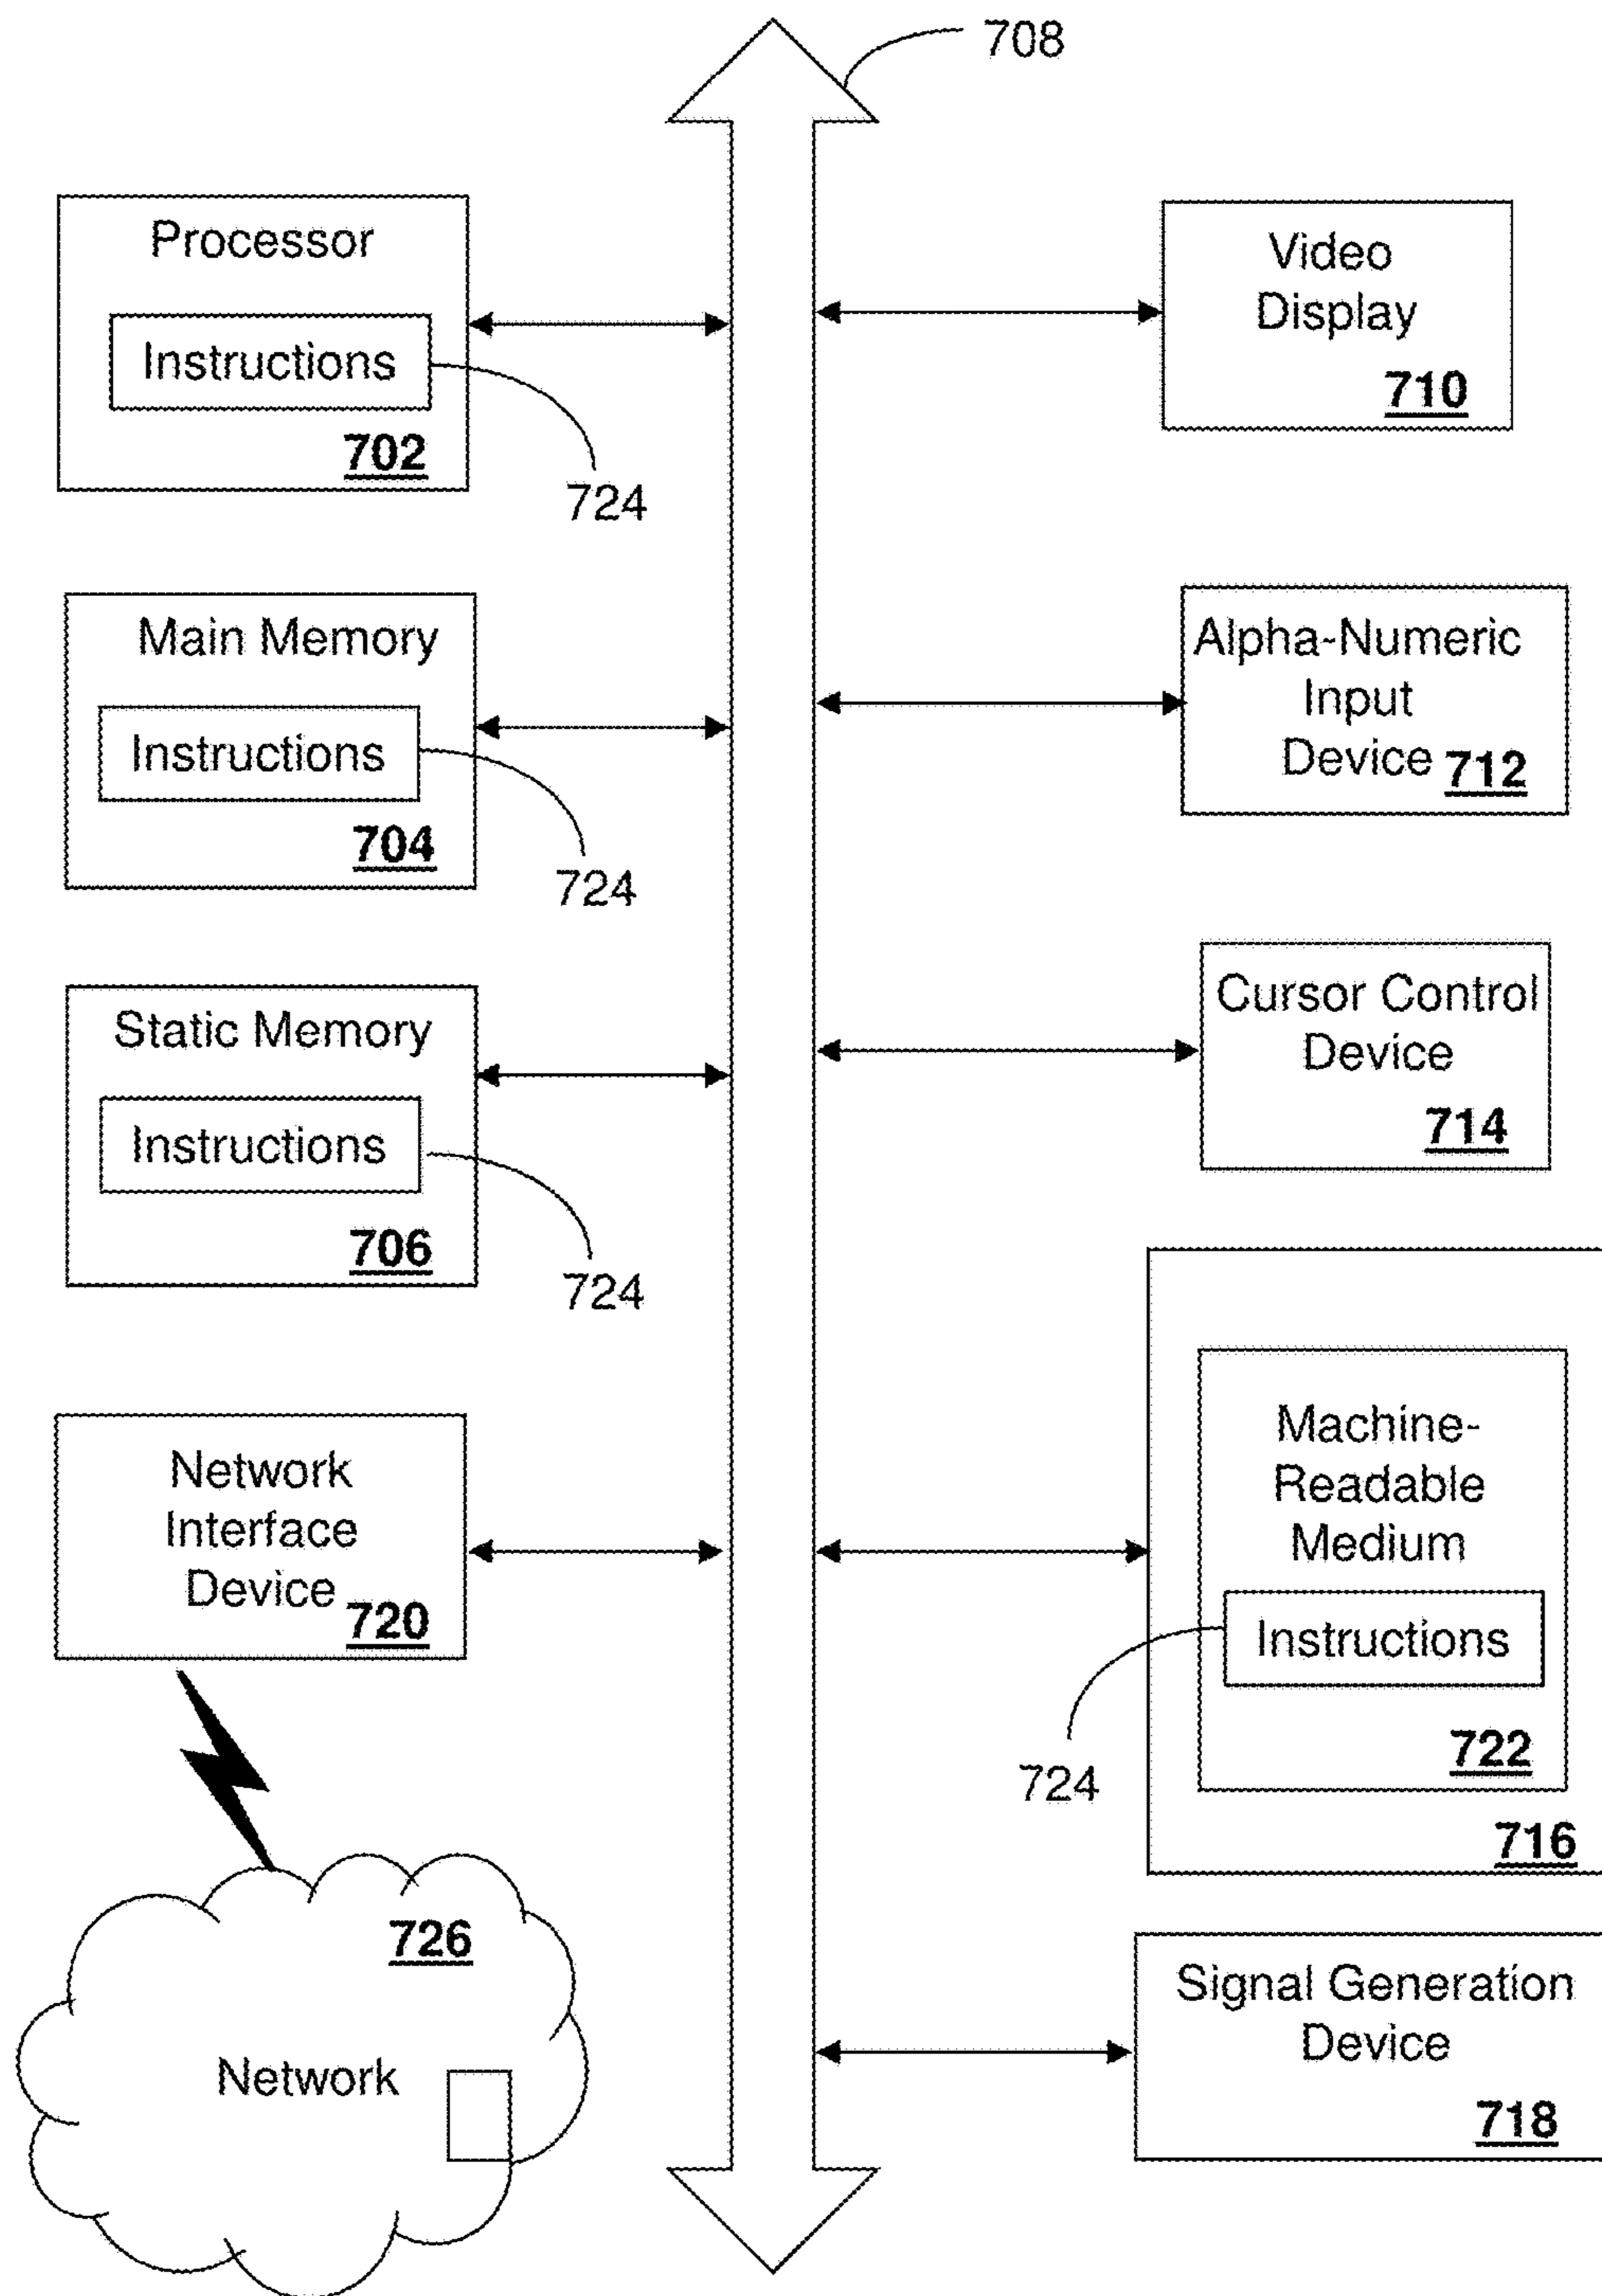 708
Processor
Instructions
702
724
Main Memory
Instructions
704
724
Static Memory
Instructions
706
724
Network
Interface
Device
720
726
Network
Video
Display
710
Alpha-Numeric
Input
Device
712
Cursor Control
Device
714
Machine-
Readable
Medium
Instructions
722
724
716
Signal Generation
Device
718